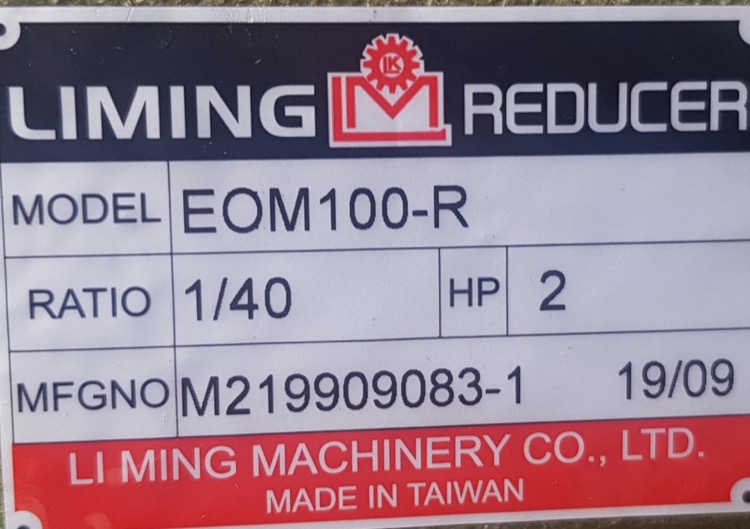 LIMING LK M REDUCER
MODEL EOM100-R
RATIO 1/40 HP 2
MFGNO M219909083-1 19/09
LI MING MACHINERY CO., LTD.
MADE IN TAIWAN